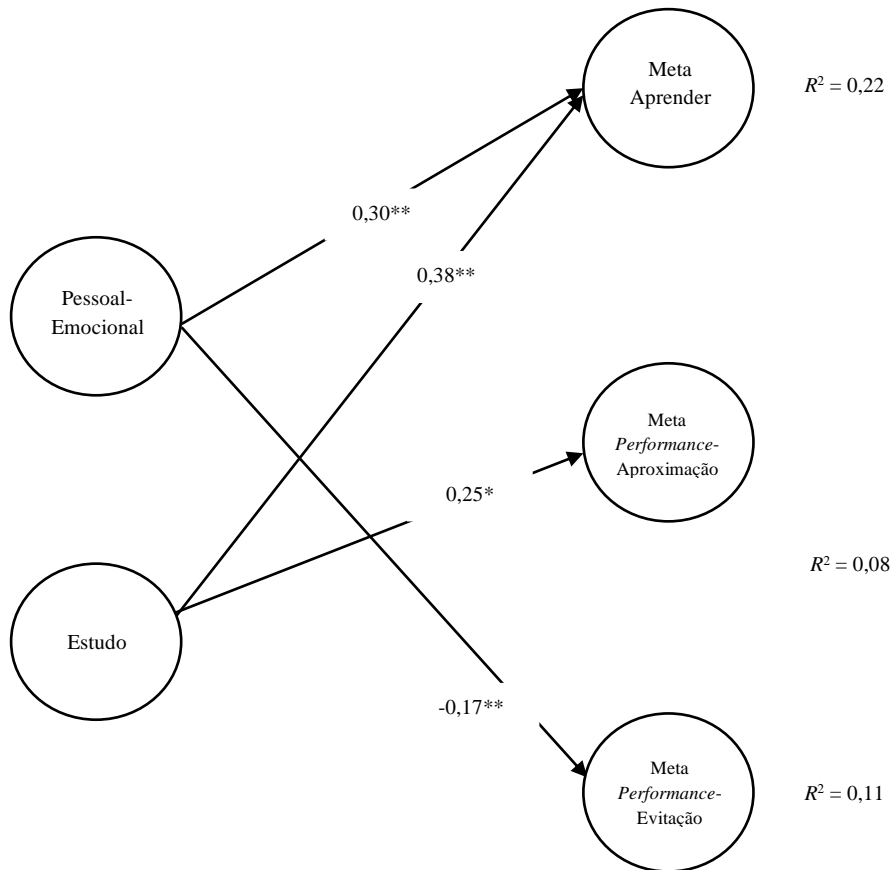 Meta
Aprender
R² = 0,22
0,30**
0,38**
Pessoal-
Emocional
Meta
Performance-
Aproximação
0,25*
R² = 0,08
Estudo
-0,17**
Meta
Performance-
Evitação
R² = 0,11